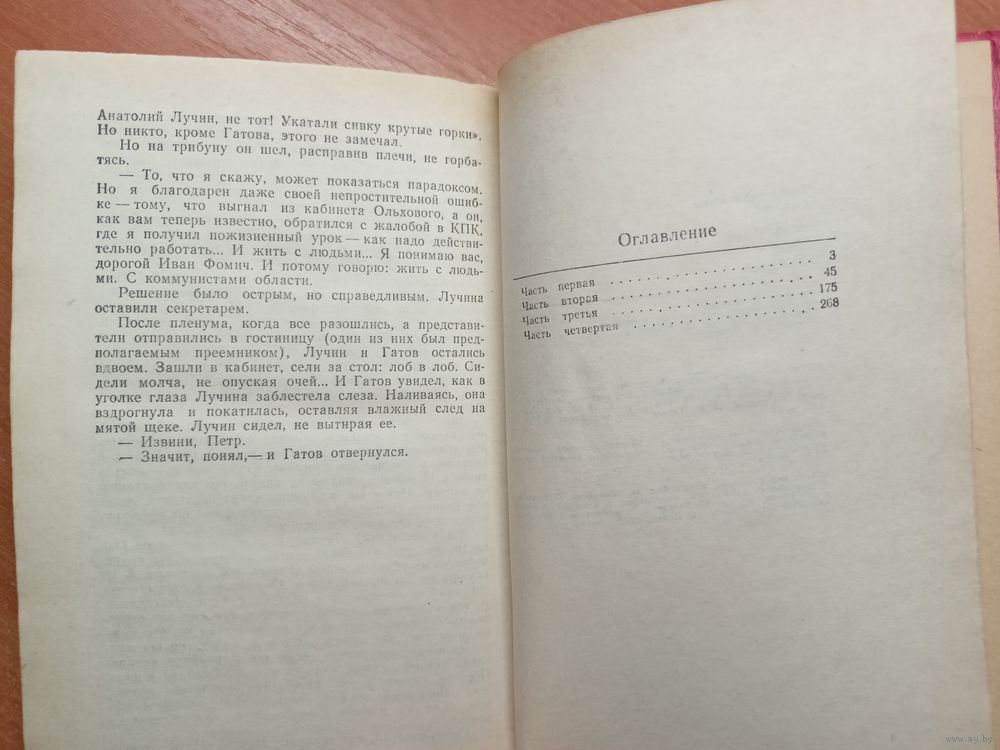 Анатолий Лучин, не тот! Укатали сивку крутые горки».
Но никто, кроме Гатова, этого не замечал.
Но на трибуну он шел, расправив плечи, не горба-
тясь.
— То, что я скажу, может показаться парадоксом.
Но я благодарен даже своей непростительной ошиб-
ке — тому, что выгнал из кабинета Ольхового, а он,
как вам теперь известно, обратился с жалобой в КПК,
где я получил пожизненный урок — как надо действи-
тельно работать... И жить с людьми... Я понимаю вас,
дорогой Иван Фомич. И потому говорю: жить с людь-
ми. С коммунистами области.
Решение было острым, но справедливым. Лучина
оставили секретарем.
После пленума, когда все разошлись, а представи-
тели отправились в гостиницу (один из них был пред-
полагаемым преемником), Лучин и Гатов остались
вдвоем. Зашли в кабинет, сели за стол: лоб в лоб. Си-
дели молча, не опуская очей... И Гатов увидел, как в
уголке глаза Лучина заблестела слеза. Наливаясь, она
вздрогнула и покатилась, оставляя влажный след на
мятой щеке. Лучин сидел, не вытирая ее.
— Извини, Петр.
— Значит, понял,— и Гатов отвернулся.
Оглавление
Часть первая . . . . . . . . . . . . . . . 3
Часть вторая . . . . . . . . . . . . . . . 45
Часть третья . . . . . . . . . . . . . . . 175
Часть четвертая . . . . . . . . . . . . . . 268
www.ay.by